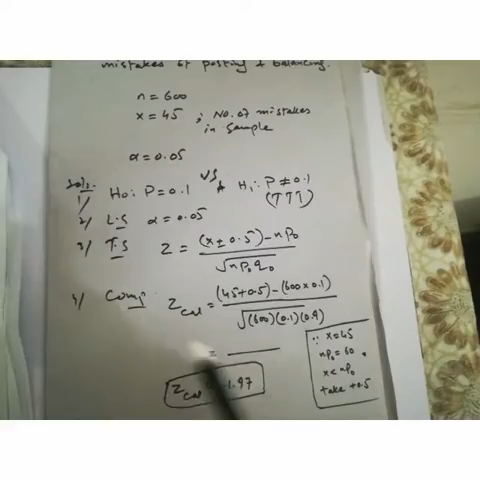 mistakes of posting & balancing.
n = 600
x = 45 ; No. of mistakes
in sample
α = 0.05
Sol:
1/ H₀: P = 0.1 VS H₁: P ≠ 0.1
(TTT)
2/ L.S α = 0.05
3/ T.S Z = (x ± 0.5) - nP₀ / √nP₀q₀
4/ Comp: Zcal = (45+0.5) - (600×0.1) / √(600)(0.1)(0.9)
=
Zcal 1.97
∵ x = 45
nP₀ = 60
x < nP₀
take +0.5